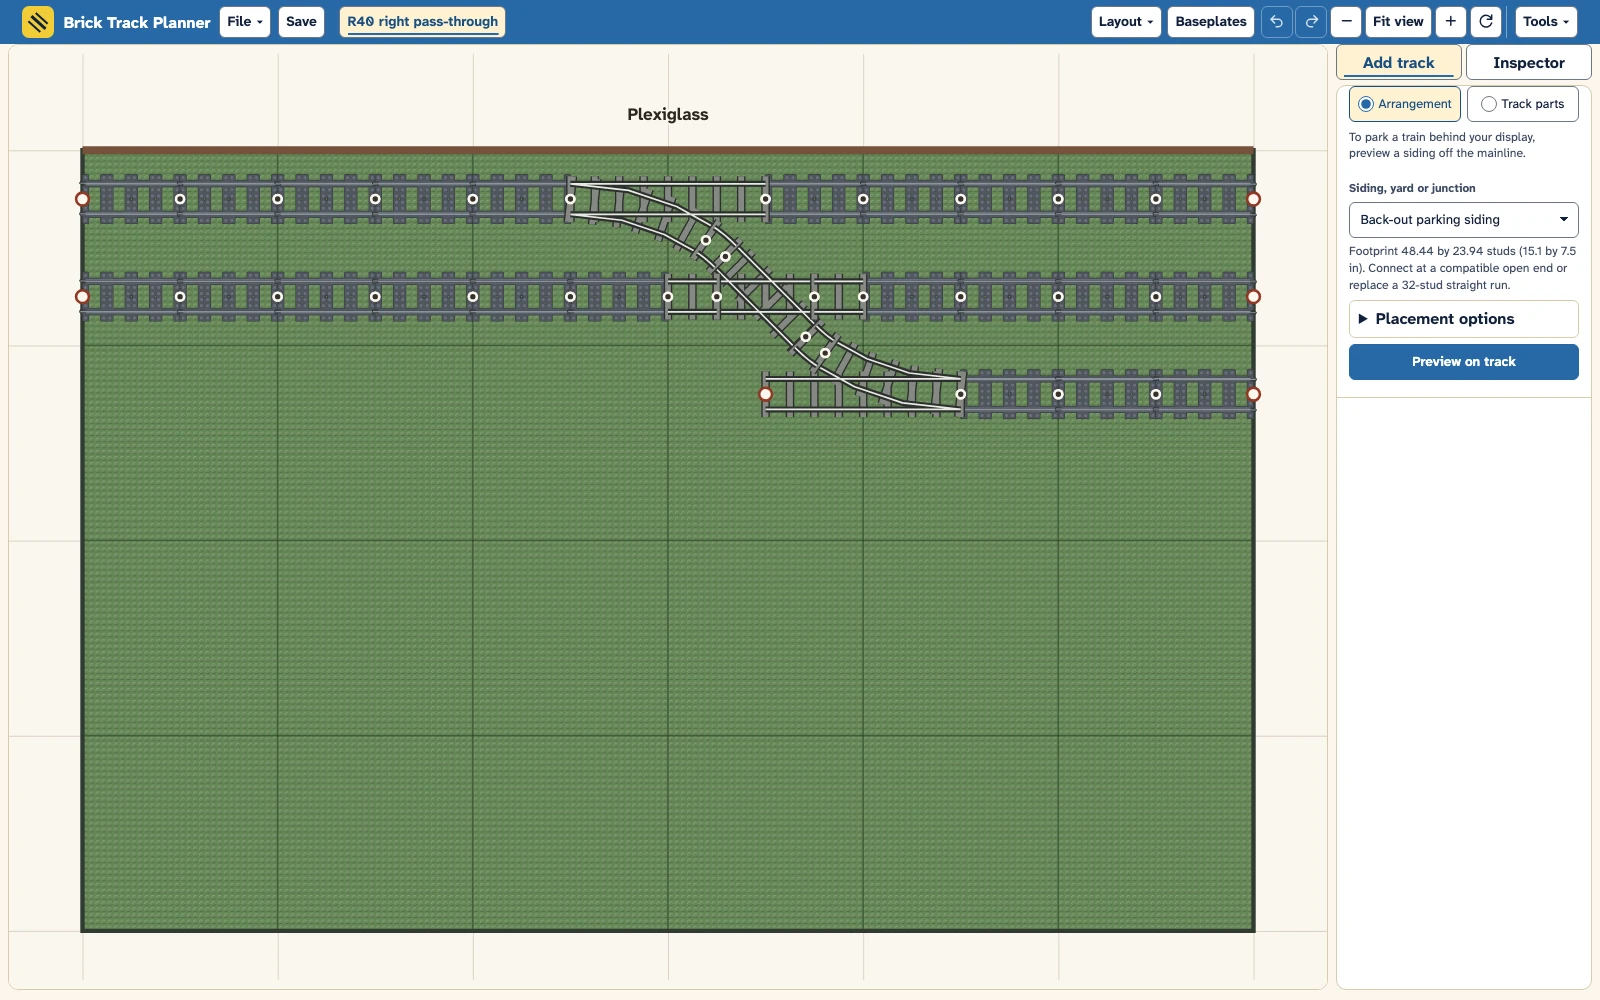 Brick Track Planner
File
Save
R40 right pass-through
Layout
Baseplates
Fit view
Tools
Add track
Inspector
Arrangement
Track parts
To park a train behind your display,
preview a siding off the mainline.
Siding, yard or junction
Back-out parking siding
Footprint 48.44 by 23.94 studs (15.1 by 7.5
in). Connect at a compatible open end or
replace a 32-stud straight run.
Placement options
Preview on track
Plexiglass